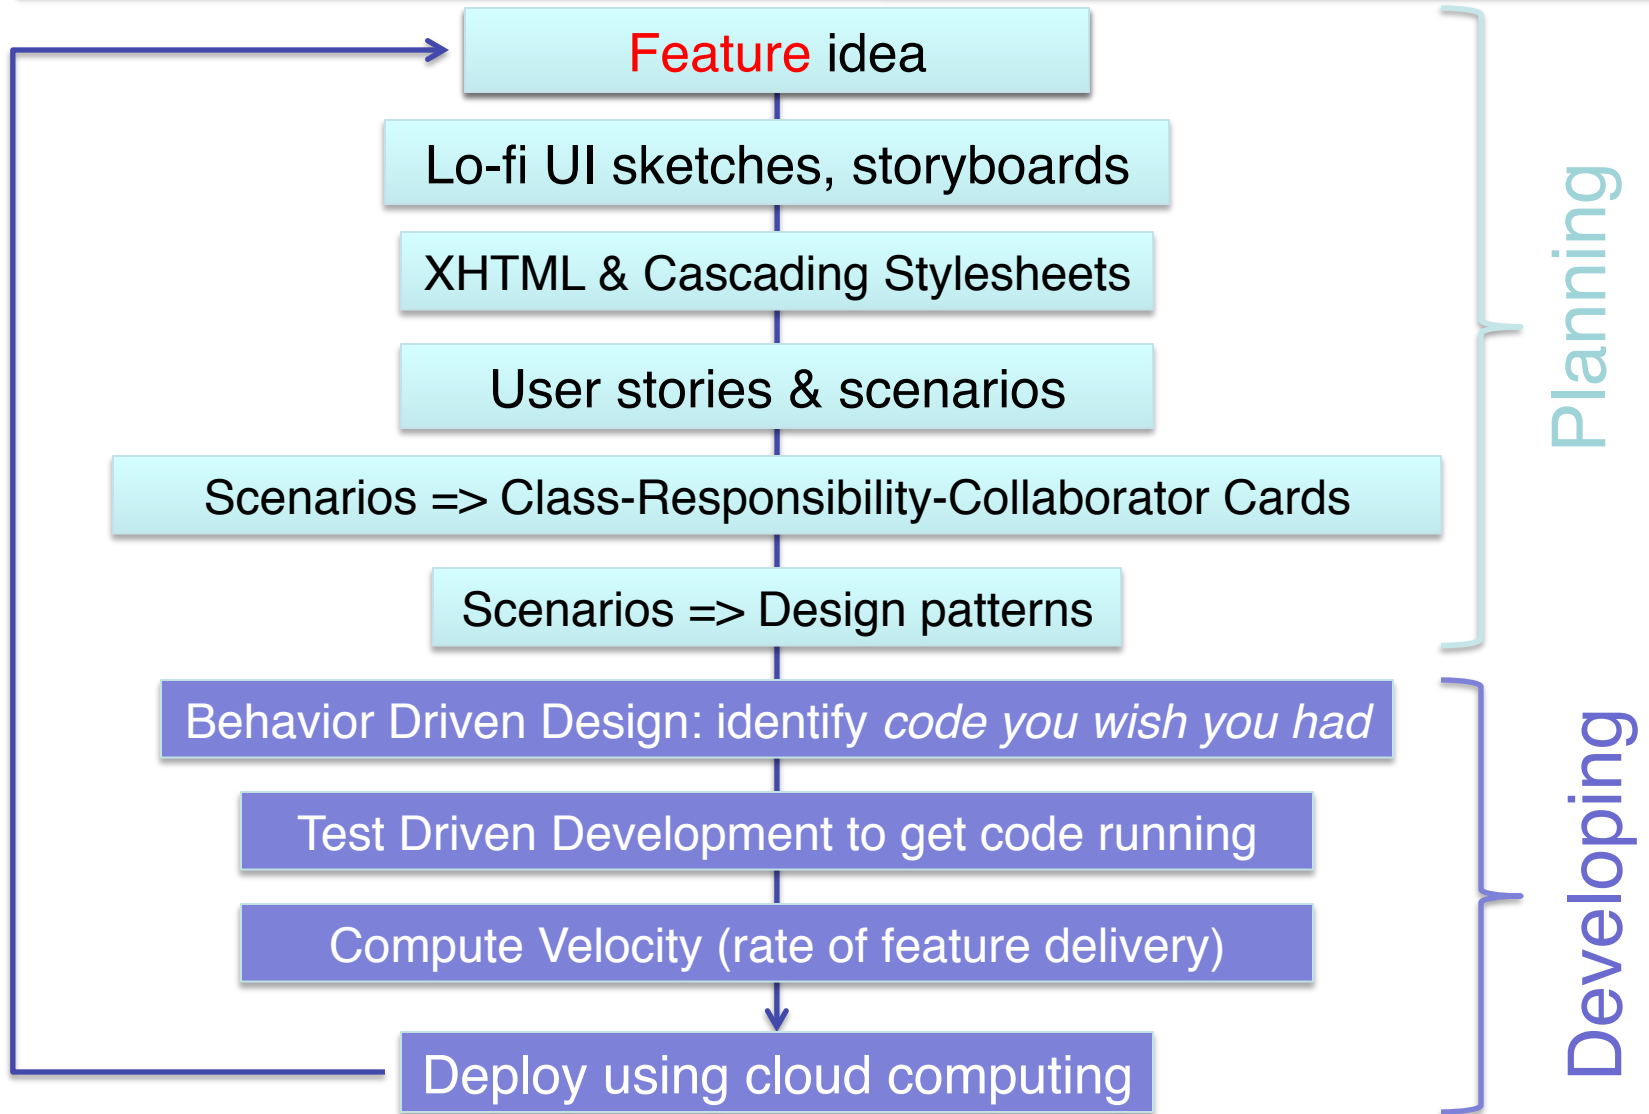 Feature idea
Lo-fi UI sketches, storyboards
XHTML & Cascading Stylesheets
User stories & scenarios
Scenarios => Class-Responsibility-Collaborator Cards
Scenarios => Design patterns
Planning
Behavior Driven Design: identify code you wish you had
Test Driven Development to get code running
Compute Velocity (rate of feature delivery)
Deploy using cloud computing
Developing